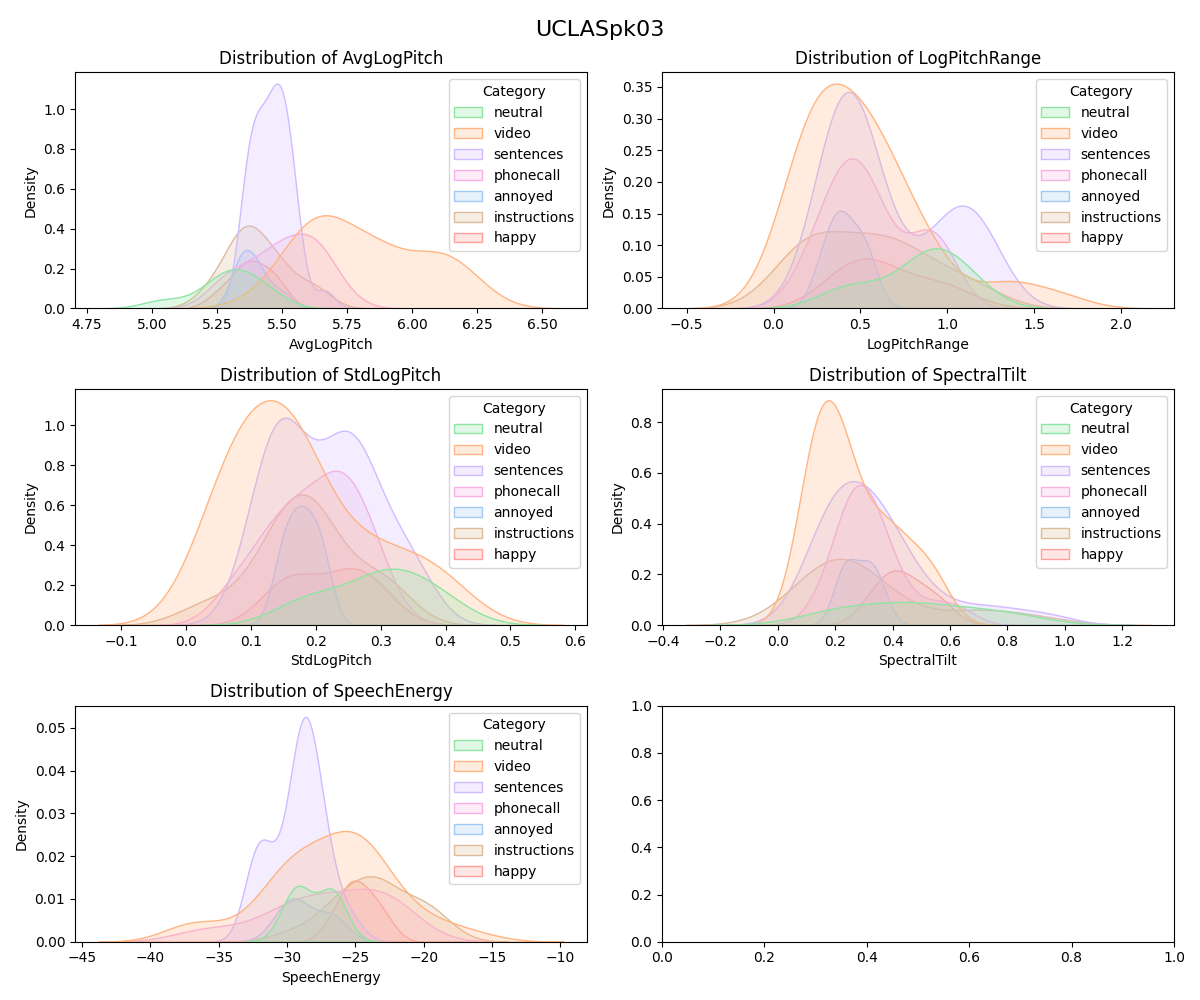 UCLASpk03
Distribution of AvgLogPitch
Density
1.0
0.8
0.6
0.4
0.2
0.0
4.75 5.00 5.25 5.50 5.75 6.00 6.25 6.50
AvgLogPitch
Category
neutral
video
sentences
phonecall
annoyed
instructions
happy
Distribution of LogPitchRange
Density
0.35
0.30
0.25
0.20
0.15
0.10
0.05
0.00
−0.5 0.0 0.5 1.0 1.5 2.0
LogPitchRange
Category
neutral
video
sentences
phonecall
annoyed
instructions
happy
Distribution of StdLogPitch
Density
1.0
0.8
0.6
0.4
0.2
0.0
−0.1 0.0 0.1 0.2 0.3 0.4 0.5 0.6
StdLogPitch
Category
neutral
video
sentences
phonecall
annoyed
instructions
happy
Distribution of SpectralTilt
Density
0.8
0.6
0.4
0.2
0.0
−0.4 −0.2 0.0 0.2 0.4 0.6 0.8 1.0 1.2
SpectralTilt
Category
neutral
video
sentences
phonecall
annoyed
instructions
happy
Distribution of SpeechEnergy
Density
0.05
0.04
0.03
0.02
0.01
0.00
−45 −40 −35 −30 −25 −20 −15 −10
SpeechEnergy
Category
neutral
video
sentences
phonecall
annoyed
instructions
happy
1.0
0.8
0.6
0.4
0.2
0.0
0.0 0.2 0.4 0.6 0.8 1.0